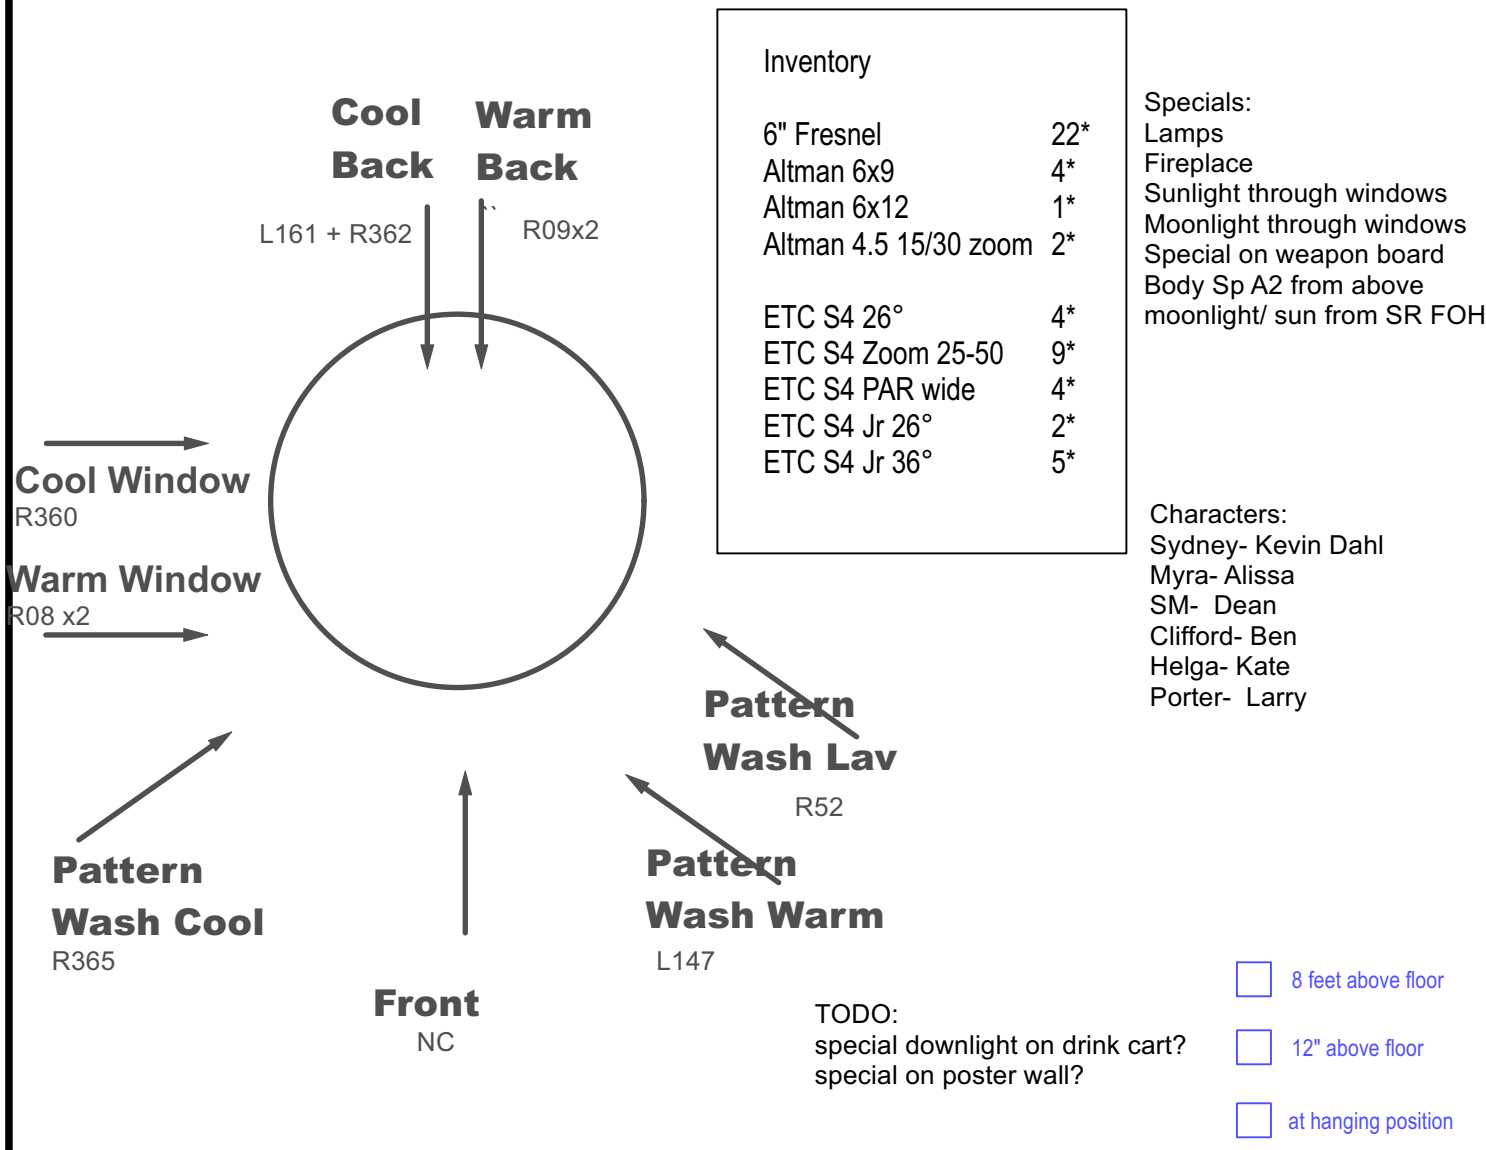 Cool
Back
L161 + R362
Warm
Back
``
R09x2
Cool Window
R360
Warm Window
R08 x2
Pattern
Wash Cool
R365
Front
NC
Pattern
Wash Warm
L147
Pattern
Wash Lav
R52
Inventory
6" Fresnel 22*
Altman 6x9 4*
Altman 6x12 1*
Altman 4.5 15/30 zoom 2*
ETC S4 26° 4*
ETC S4 Zoom 25-50 9*
ETC S4 PAR wide 4*
ETC S4 Jr 26° 2*
ETC S4 Jr 36° 5*
Specials:
Lamps
Fireplace
Sunlight through windows
Moonlight through windows
Special on weapon board
Body Sp A2 from above
moonlight/ sun from SR FOH
Characters:
Sydney- Kevin Dahl
Myra- Alissa
SM- Dean
Clifford- Ben
Helga- Kate
Porter- Larry
TODO:
special downlight on drink cart?
special on poster wall?
8 feet above floor
12" above floor
at hanging position